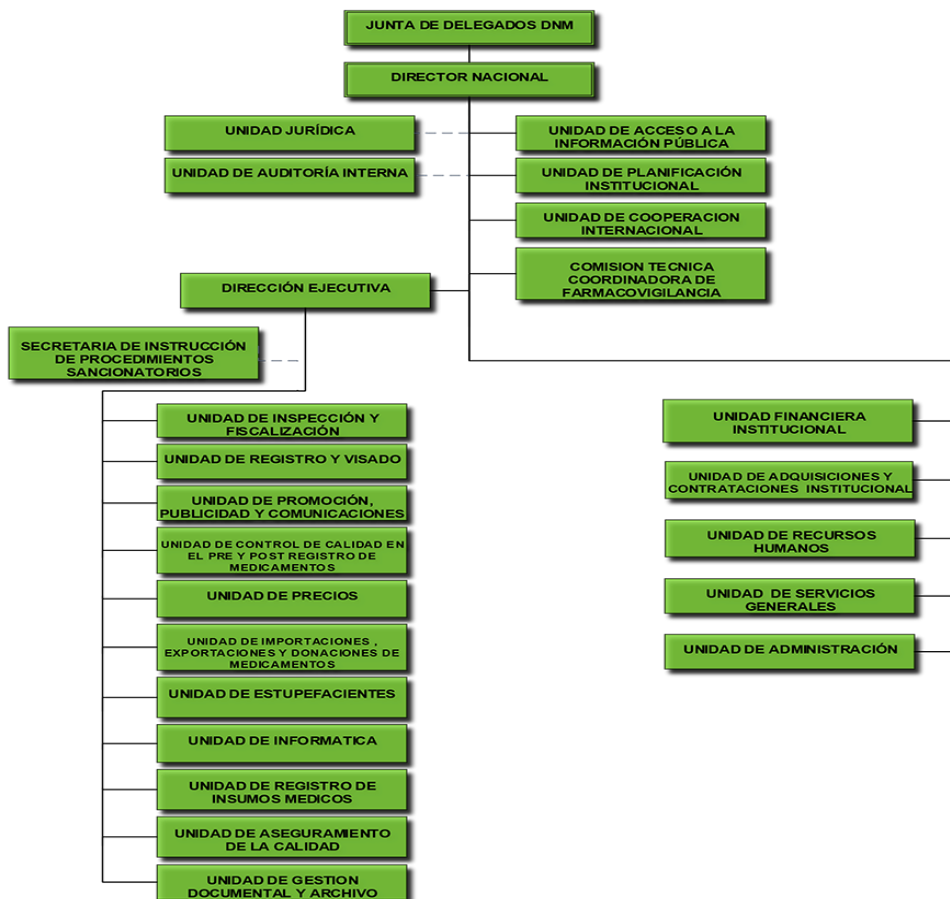 JUNTA DE DELEGADOS DNM
DIRECTOR NACIONAL
UNIDAD JURÍDICA
UNIDAD DE AUDITORÍA INTERNA
UNIDAD DE ACCESO A LA
INFORMACIÓN PÚBLICA
UNIDAD DE PLANIFICACIÓN
INSTITUCIONAL
UNIDAD DE COOPERACION
INTERNACIONAL
COMISION TECNICA
COORDINADORA DE
FARMACOVIGILANCIA
DIRECCIÓN EJECUTIVA
SECRETARIA DE INSTRUCCIÓN
DE PROCEDIMIENTOS
SANCIONATORIOS
UNIDAD DE INSPECCIÓN Y
FISCALIZACIÓN
UNIDAD DE REGISTRO Y VISADO
UNIDAD DE PROMOCIÓN,
PUBLICIDAD Y COMUNICACIONES
UNIDAD DE CONTROL DE CALIDAD EN
EL PRE Y POST REGISTRO DE
MEDICAMENTOS
UNIDAD DE PRECIOS
UNIDAD DE IMPORTACIONES ,
EXPORTACIONES Y DONACIONES DE
MEDICAMENTOS
UNIDAD DE ESTUPEFACIENTES
UNIDAD DE INFORMATICA
UNIDAD DE REGISTRO DE
INSUMOS MEDICOS
UNIDAD DE ASEGURAMIENTO
DE LA CALIDAD
UNIDAD DE GESTION
DOCUMENTAL Y ARCHIVO
UNIDAD FINANCIERA
INSTITUCIONAL
UNIDAD DE ADQUISICIONES Y
CONTRATACIONES INSTITUCIONAL
UNIDAD DE RECURSOS
HUMANOS
UNIDAD DE SERVICIOS
GENERALES
UNIDAD DE ADMINISTRACIÓN